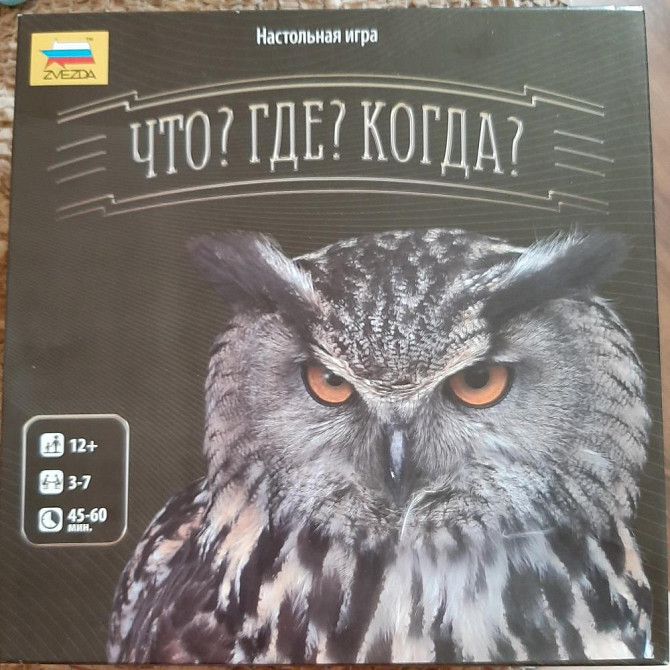 Настольная игра
ZVEZDA
ЧТО? ГДЕ? КОГДА?
12+
3-7
45-60
МИН.